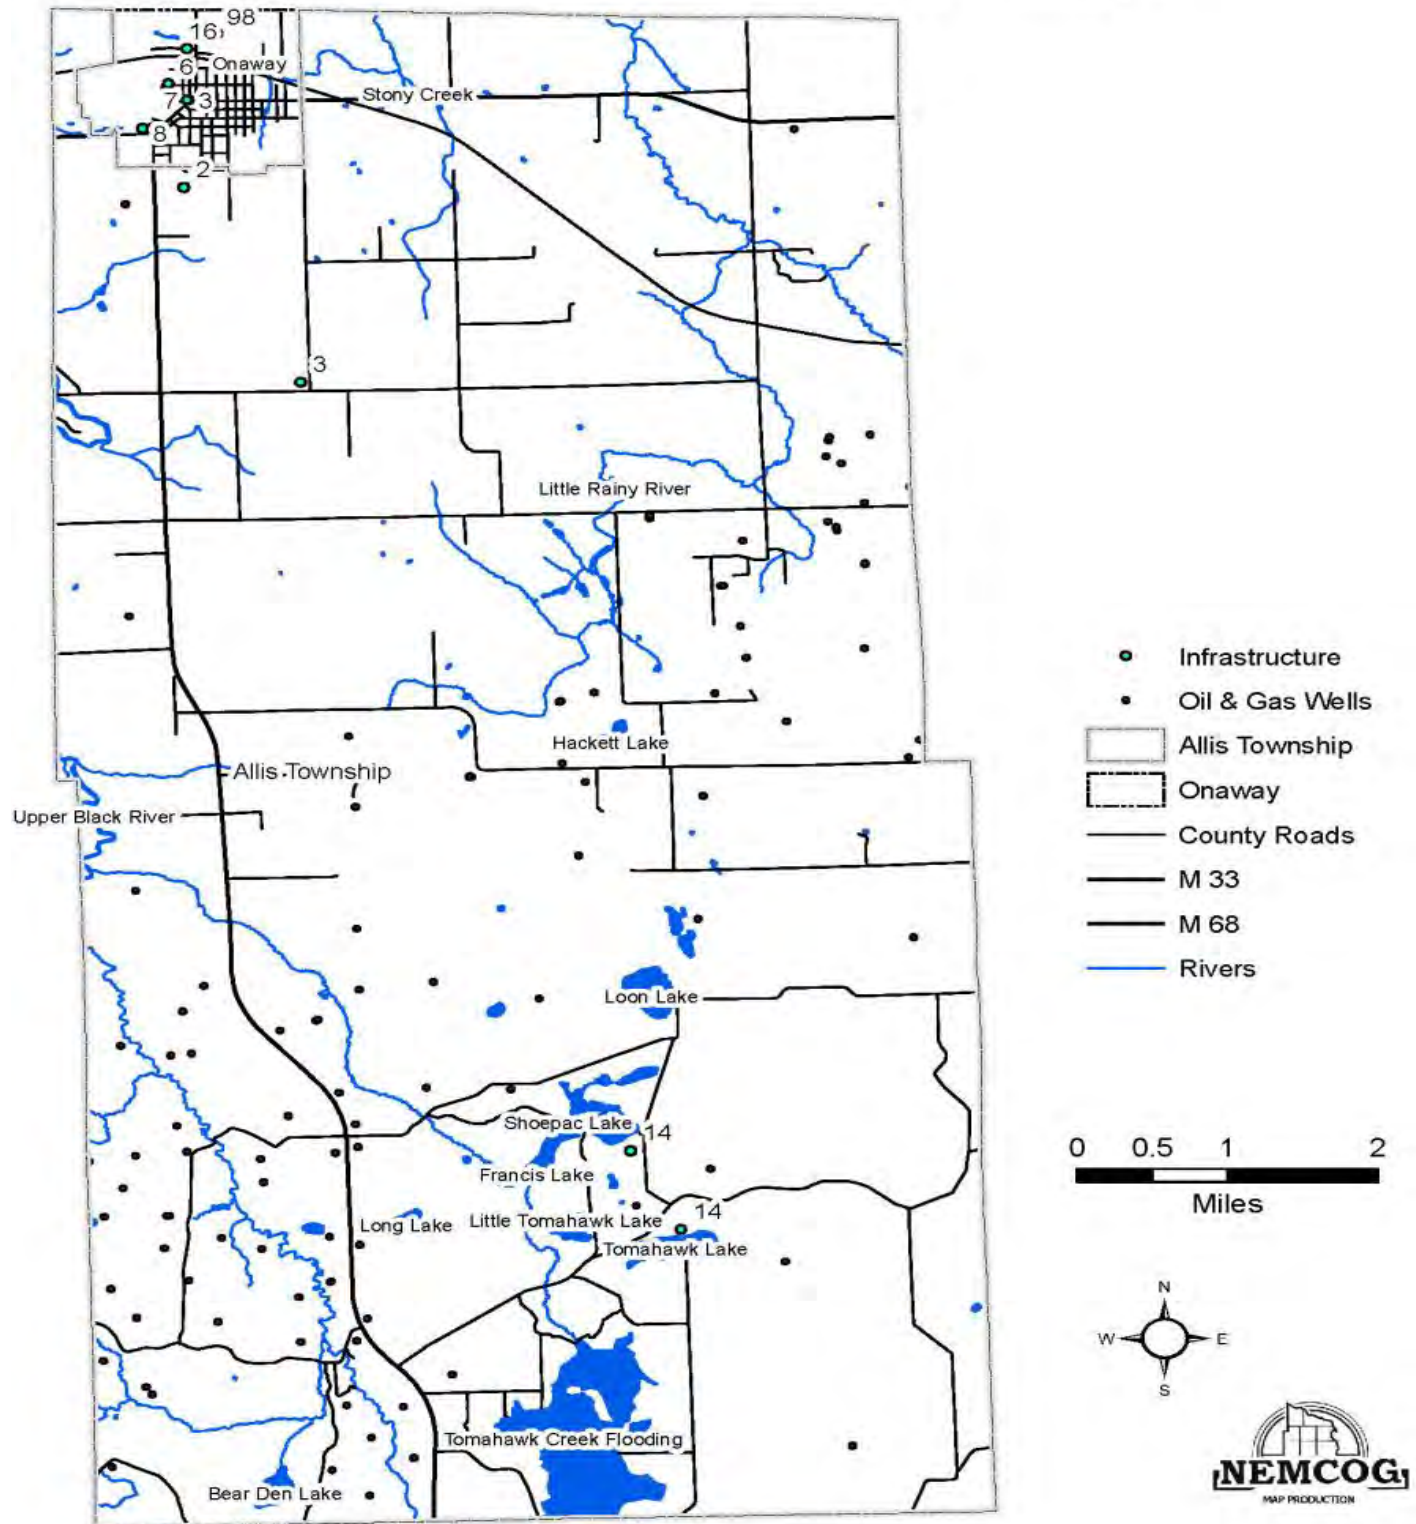 98
16
6
Onaway
Stony Creek
7
3
8
2
3
Little Rainy River
Hackett Lake
Allis Township
Upper Black River
Loon Lake
Shoepac Lake
14
Francis Lake
14
Long Lake
Little Tomahawk Lake
Tomahawk Lake
Tomahawk Creek Flooding
Bear Den Lake
Infrastructure
Oil & Gas Wells
Allis Township
Onaway
County Roads
M 33
M 68
Rivers
0 0.5 1 2
Miles
N
W E
S
NEMCOG
MAP PRODUCTION